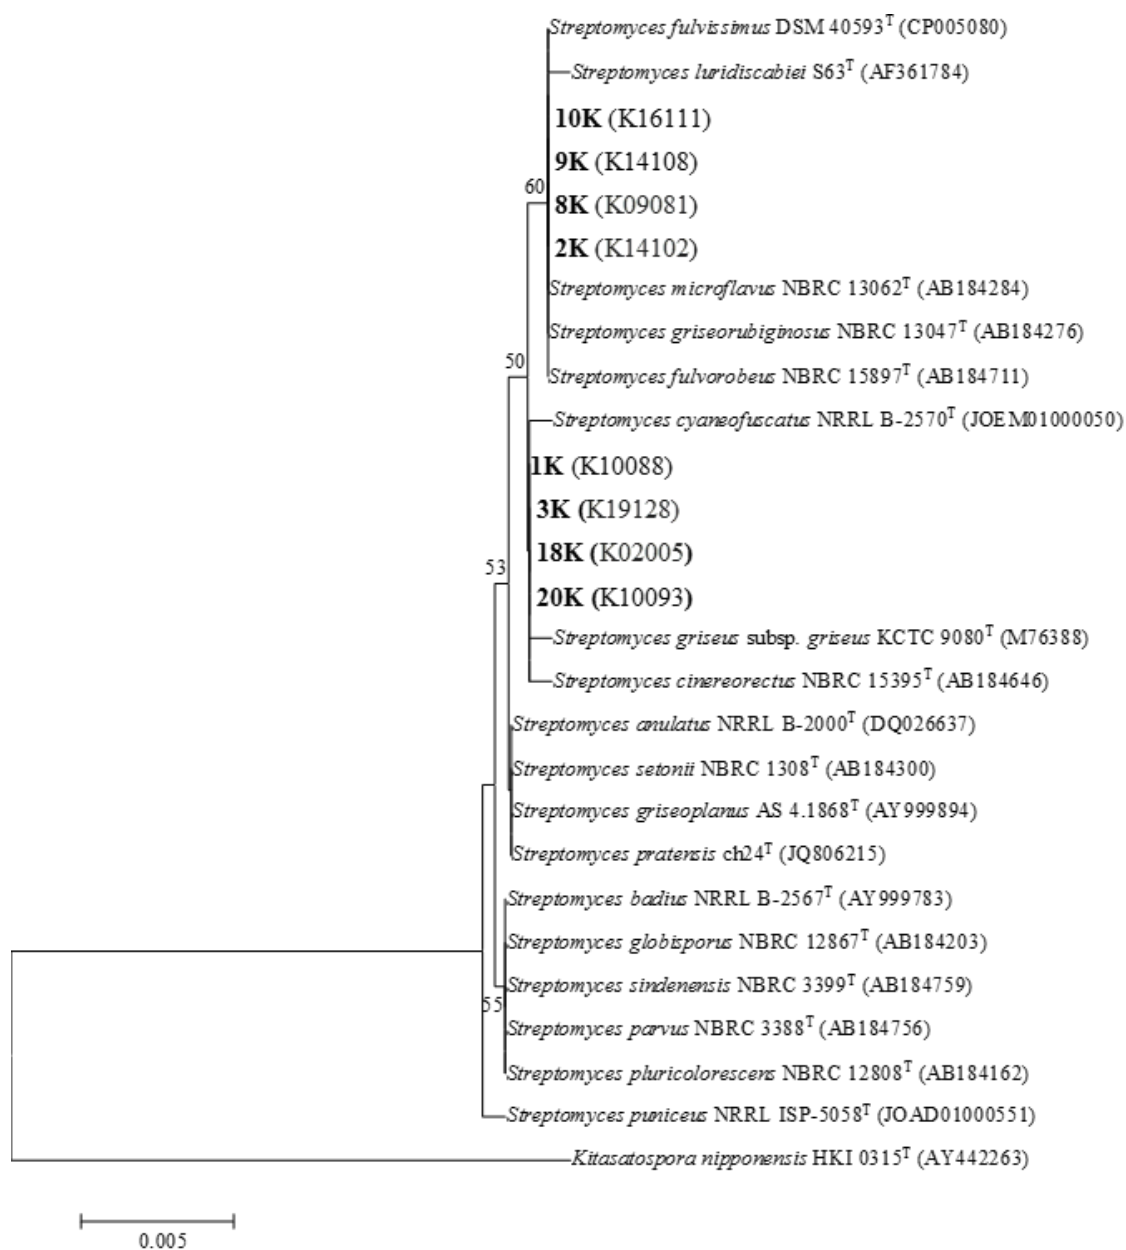 Streptomyces fulvissimus DSM 40593T (CP005080)
Streptomyces luridiscabiei S63T (AF361784)
10K (K16111)
9K (K14108)
60
8K (K09081)
2K (K14102)
Streptomyces microflavus NBRC 13062T (AB184284)
Streptomyces griseorubiginosus NBRC 13047T (AB184276)
50
Streptomyces fulvorobeus NBRC 15897T (AB184711)
Streptomyces cyaneofuscatus NRRL B-2570T (JOEM01000050)
1K (K10088)
3K (K19128)
18K (K02005)
53
20K (K10093)
Streptomyces griseus subsp. griseus KCTC 9080T (M76388)
Streptomyces cinereorectus NBRC 15395T (AB184646)
Streptomyces anulatus NRRL B-2000T (DQ026637)
Streptomyces setonii NBRC 1308T (AB184300)
Streptomyces griseoplanus AS 4.1868T (AY999894)
Streptomyces pratensis ch24T (JQ806215)
Streptomyces badius NRRL B-2567T (AY999783)
Streptomyces globisporus NBRC 12867T (AB184203)
Streptomyces sindenensis NBRC 3399T (AB184759)
55
Streptomyces parvus NBRC 3388T (AB184756)
Streptomyces pluricolorescens NBRC 12808T (AB184162)
Streptomyces puniceus NRRL ISP-5058T (JOAD01000551)
Kitasatospora nipponensis HKI 0315T (AY442263)
0.005